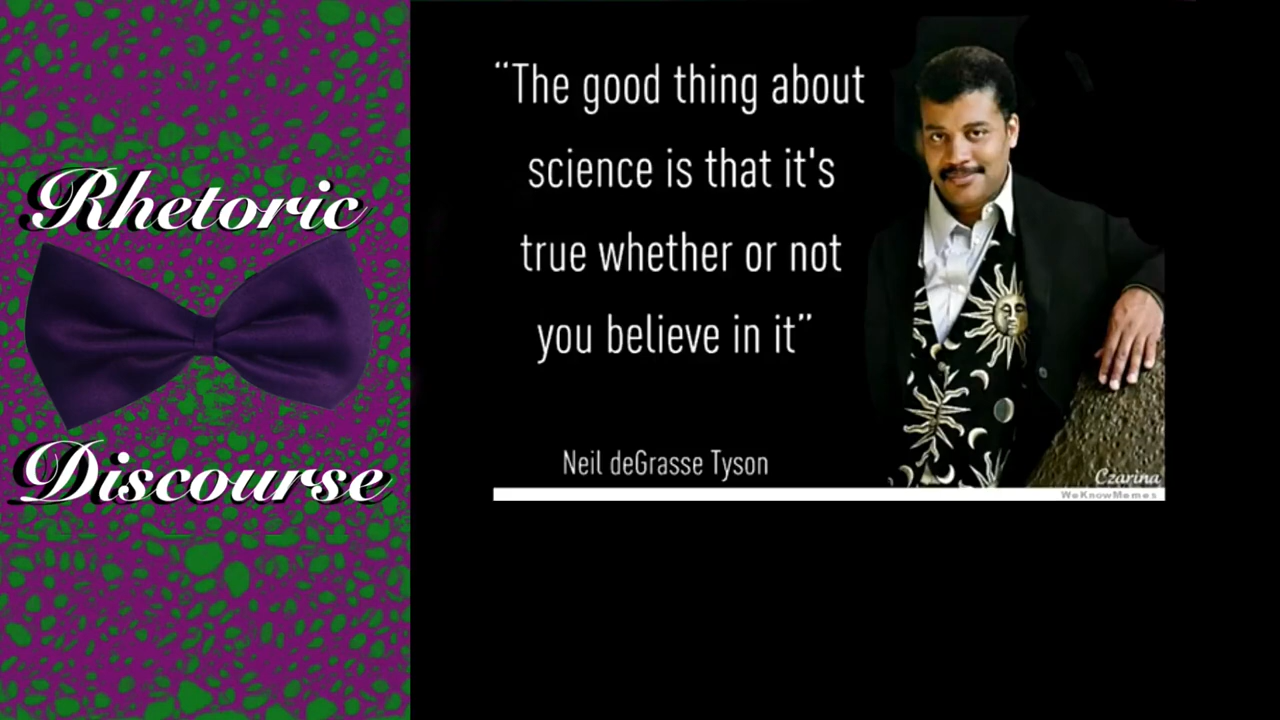 Rhetoric
Discourse
“The good thing about
science is that it's
true whether or not
you believe in it”
Neil deGrasse Tyson
Czarina
WeKnowMemes